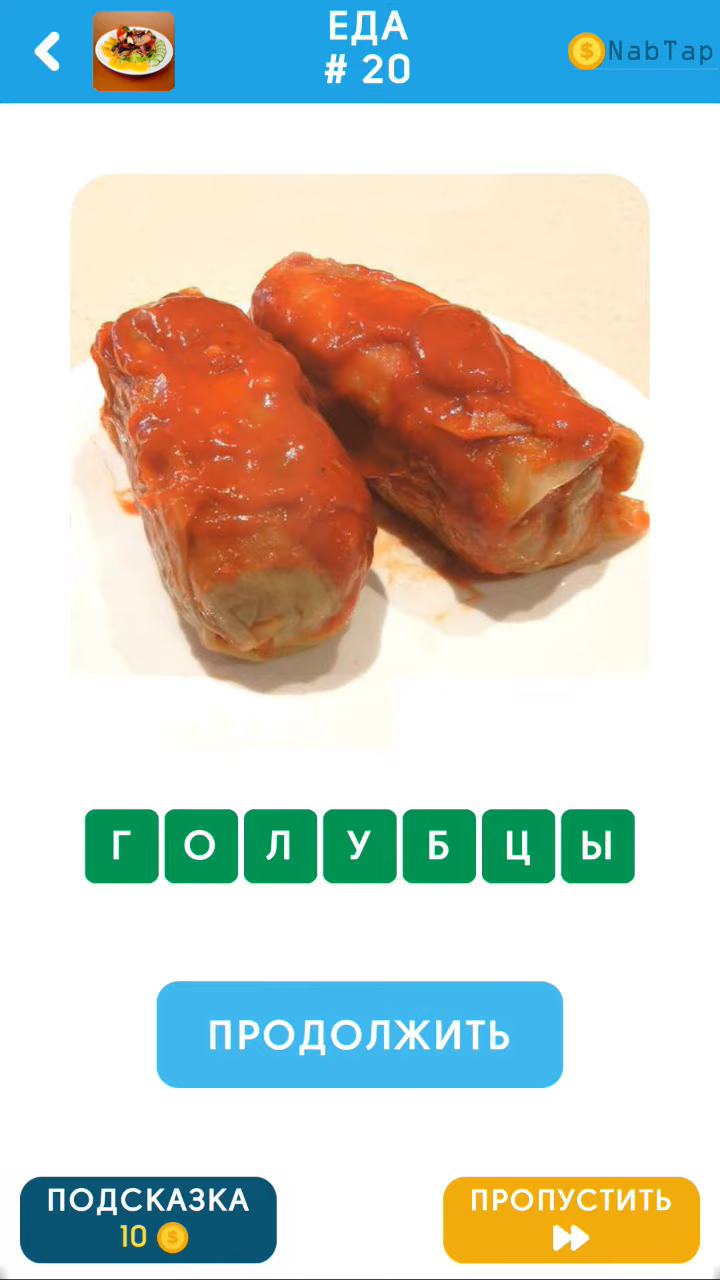 ЕДА
# 20
NabTap
ГОЛУБЦЫ
ПРОДОЛЖИТЬ
ПОДСКАЗКА
10
ПРОПУСТИТЬ